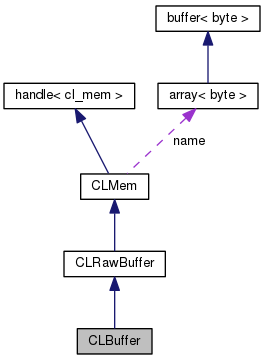 buffer< byte >
handle< cl_mem >
array< byte >
name
CLMem
CLRawBuffer
CLBuffer